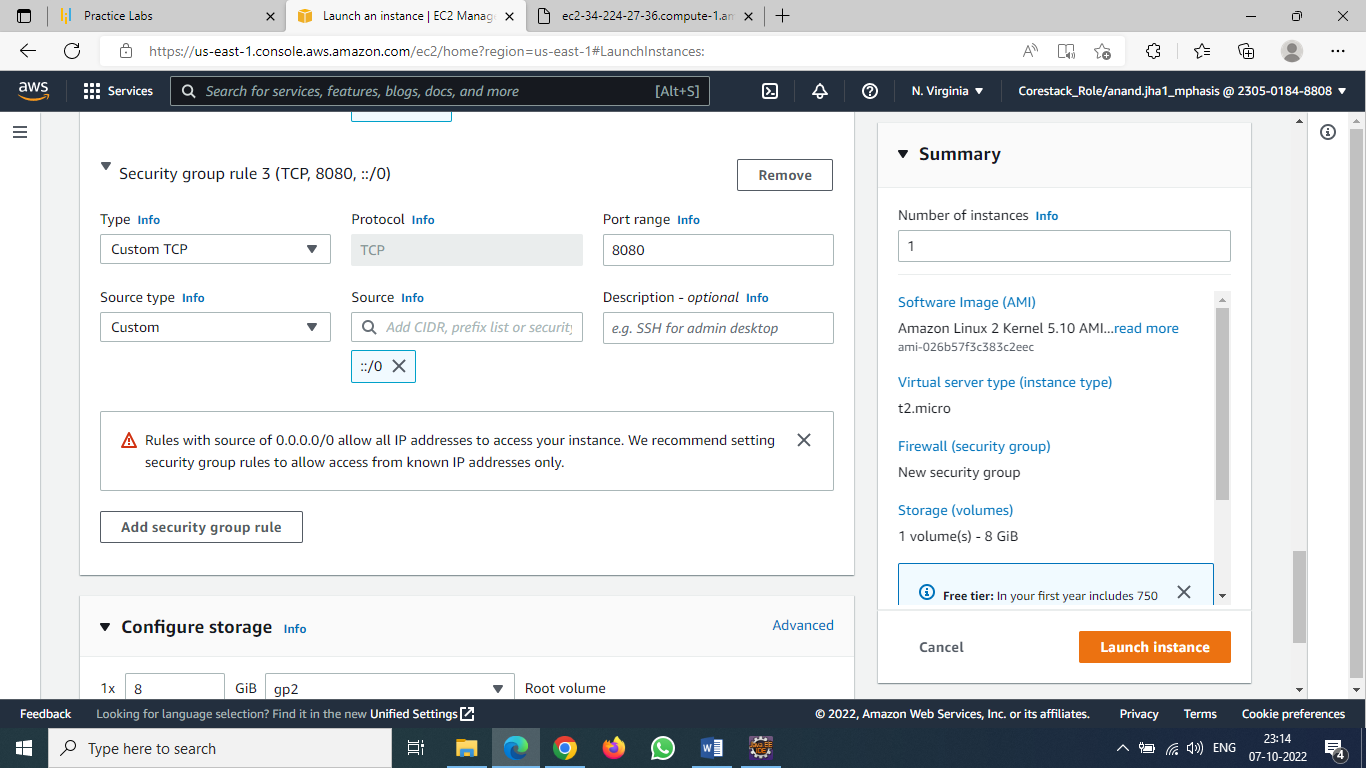 Practice Labs
Launch an instance | EC2 Manag
ec2-34-224-27-36.compute-1.am
https://us-east-1.console.aws.amazon.com/ec2/home?region=us-east-1#LaunchInstances:
aws
Services
Search for services, features, blogs, docs, and more
[Alt+S]
N. Virginia
Corestack_Role/anand.jha1_mphasis @ 2305-0184-8808
Security group rule 3 (TCP, 8080, ::/0)
Remove
Type Info
Protocol Info
Port range Info
Custom TCP
TCP
8080
Source type Info
Source Info
Description - optional Info
Custom
Add CIDR, prefix list or security
e.g. SSH for admin desktop
::/0
Rules with source of 0.0.0.0/0 allow all IP addresses to access your instance. We recommend setting
security group rules to allow access from known IP addresses only.
Add security group rule
Configure storage Info
Advanced
1x
8
GiB
gp2
Root volume
Summary
Number of instances Info
1
Software Image (AMI)
Amazon Linux 2 Kernel 5.10 AMI...read more
ami-026b57f3c383c2eec
Virtual server type (instance type)
t2.micro
Firewall (security group)
New security group
Storage (volumes)
1 volume(s) - 8 GiB
Free tier: In your first year includes 750
Cancel
Launch instance
Feedback
Looking for language selection? Find it in the new Unified Settings
© 2022, Amazon Web Services, Inc. or its affiliates.
Privacy
Terms
Cookie preferences
Type here to search
ENG
23:14
07-10-2022
4